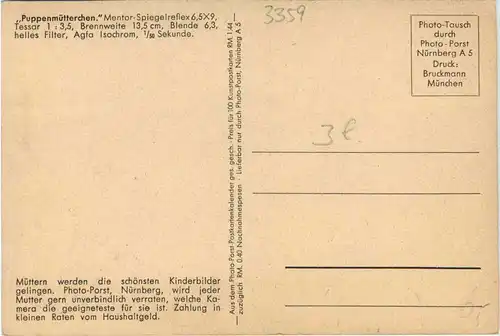 „Puppenmütterchen." Mentor-Spiegelreflex 6,5X9,
Tessar 1 : 3,5, Brennweite 13,5 cm, Blende 6,3,
helles Filter, Agfa Isochrom, 1/50 Sekunde.
3359
Photo-Tausch
durch
Photo-Porst
Nürnberg A 5
Druck:
Bruckmann
München
3 €
Aus dem Photo-Porst Postkartenkalender ges. gesch. · Preis für 100 Kunstpostkarten RM. 1.44
zuzüglich RM. 0.40 Nachnahmespesen · Lieferbar nur durch Photo-Porst, Nürnberg A 5
Müttern werden die schönsten Kinderbilder
gelingen. Photo-Porst, Nürnberg, wird jeder
Mutter gern unverbindlich verraten, welche Ka-
mera die geeigneteste für sie ist. Zahlung in
kleinen Raten vom Haushaltgeld.